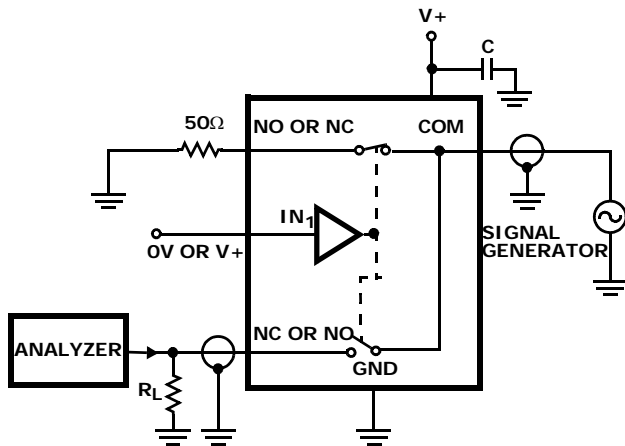 V+
C
50Ω
NO OR NC
COM
IN1
0V OR V+
SIGNAL
GENERATOR
NC OR NO
ANALYZER
GND
RL